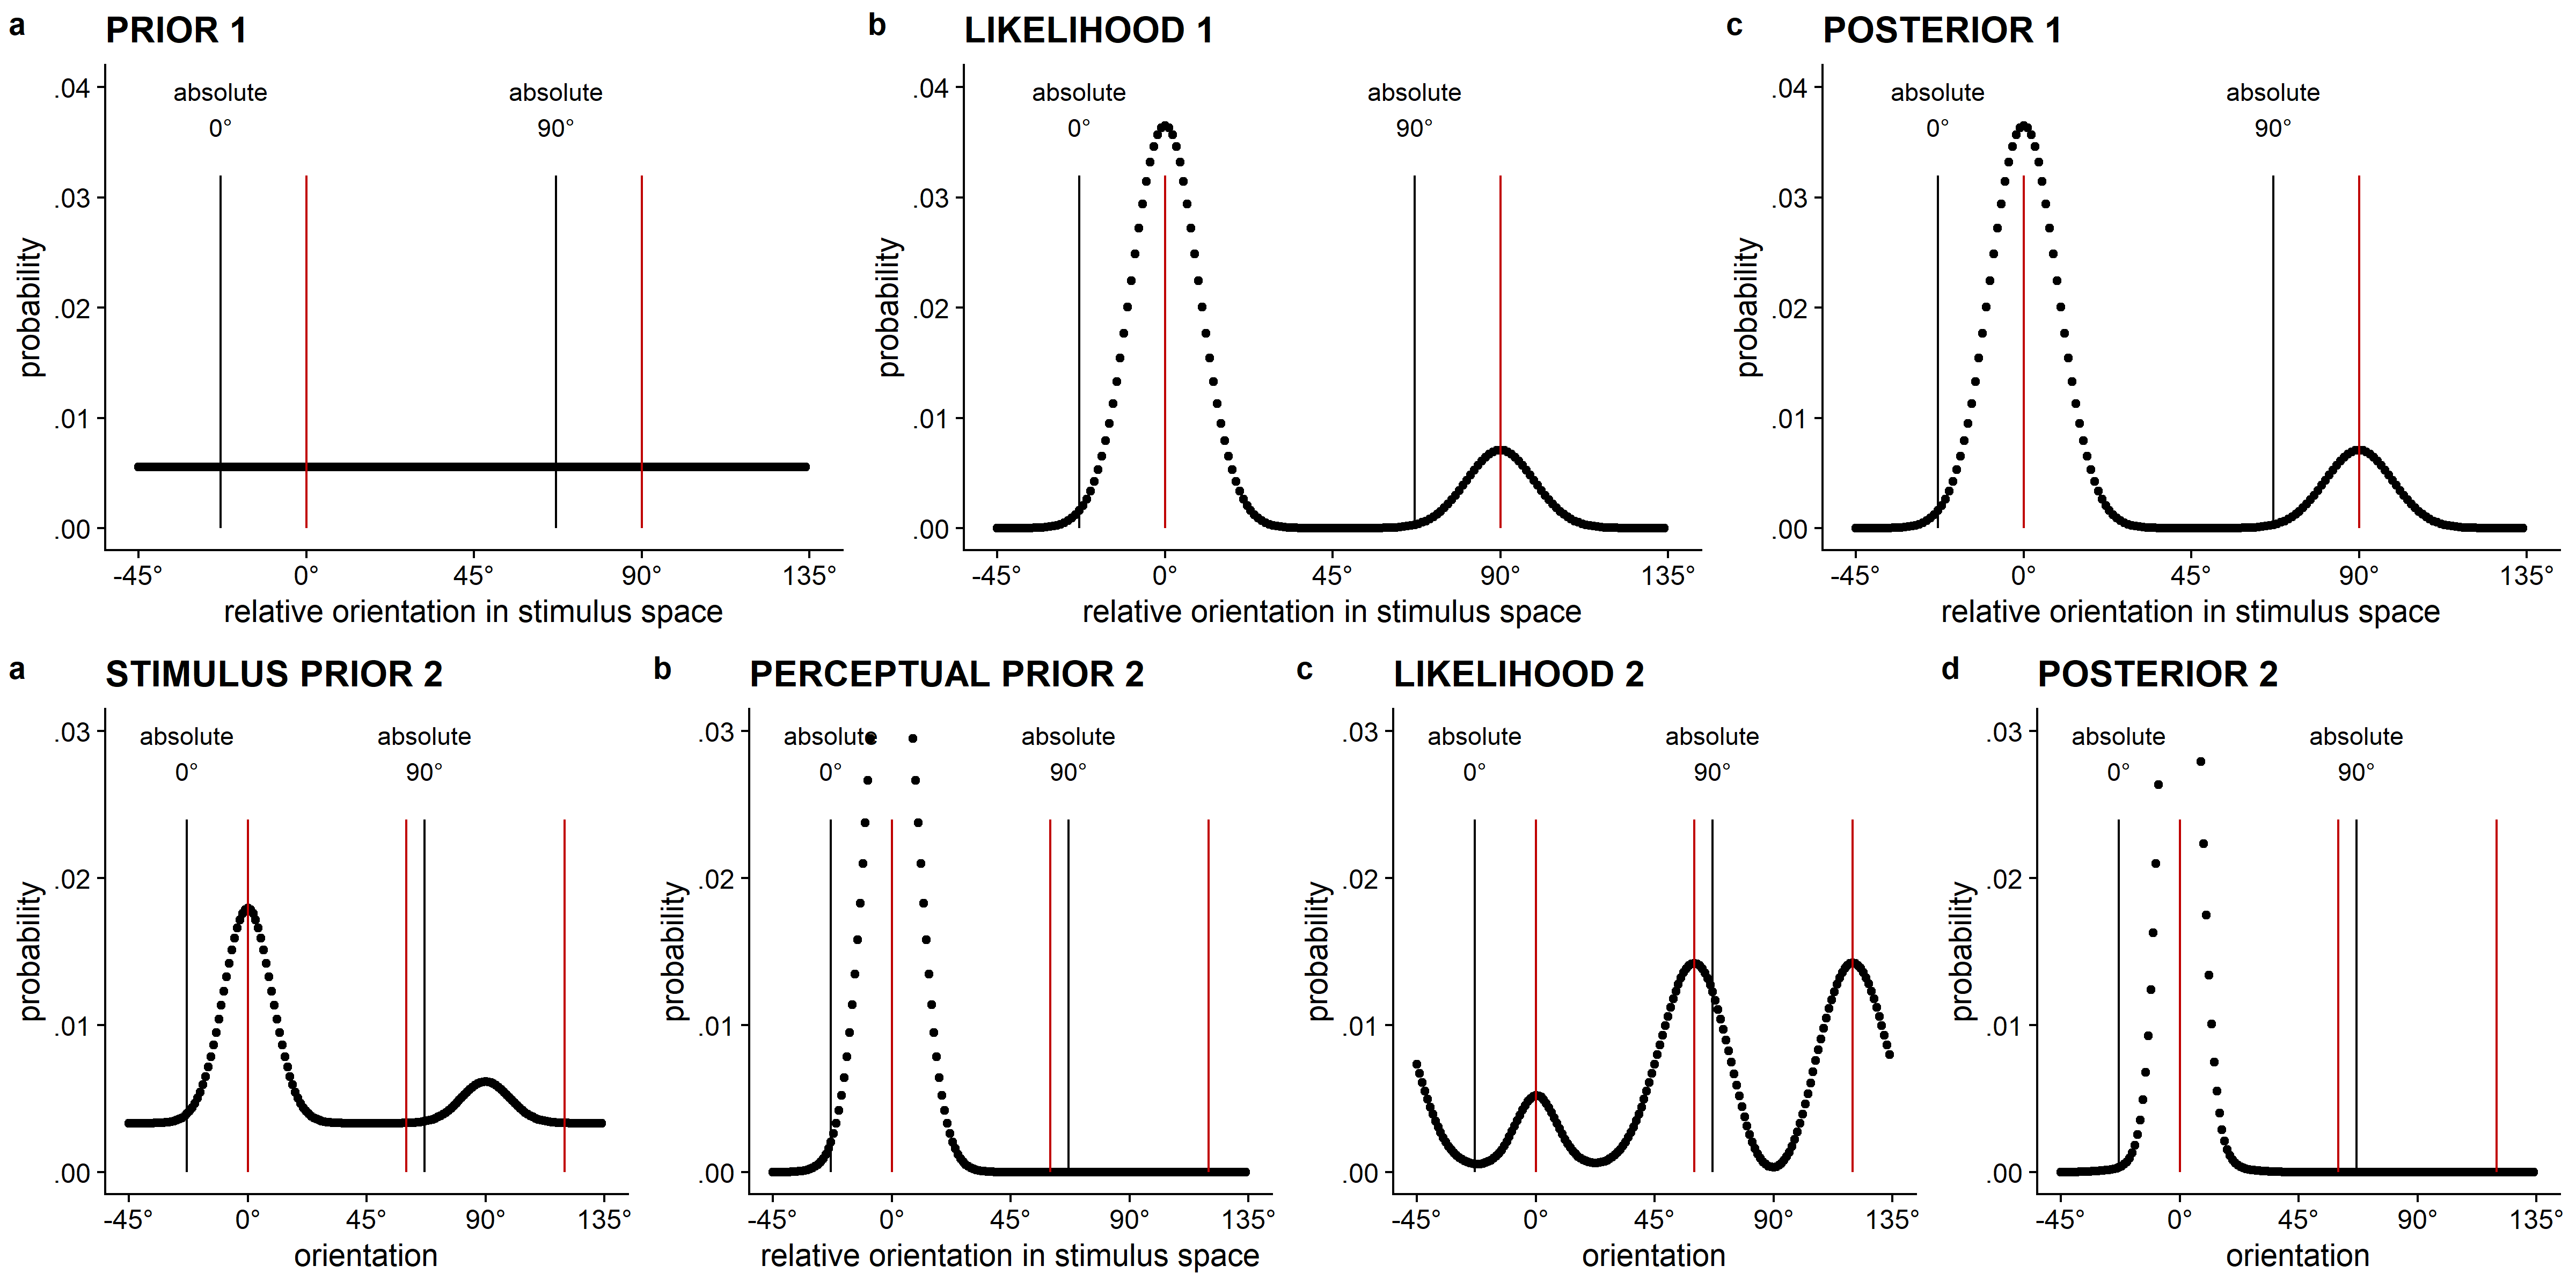 a PRIOR 1
absolute absolute
0° 90°
.04
.03
.02
.01
.00
probability
-45° 0° 45° 90° 135°
relative orientation in stimulus space
b LIKELIHOOD 1
absolute absolute
0° 90°
.04
.03
.02
.01
.00
probability
-45° 0° 45° 90° 135°
relative orientation in stimulus space
c POSTERIOR 1
absolute absolute
0° 90°
.04
.03
.02
.01
.00
probability
-45° 0° 45° 90° 135°
relative orientation in stimulus space
a STIMULUS PRIOR 2
absolute absolute
0° 90°
.03
.02
.01
.00
probability
-45° 0° 45° 90° 135°
orientation
b PERCEPTUAL PRIOR 2
absolute absolute
0° 90°
.03
.02
.01
.00
probability
-45° 0° 45° 90° 135°
relative orientation in stimulus space
c LIKELIHOOD 2
absolute absolute
0° 90°
.03
.02
.01
.00
probability
-45° 0° 45° 90° 135°
orientation
d POSTERIOR 2
absolute absolute
0° 90°
.03
.02
.01
.00
probability
-45° 0° 45° 90° 135°
orientation